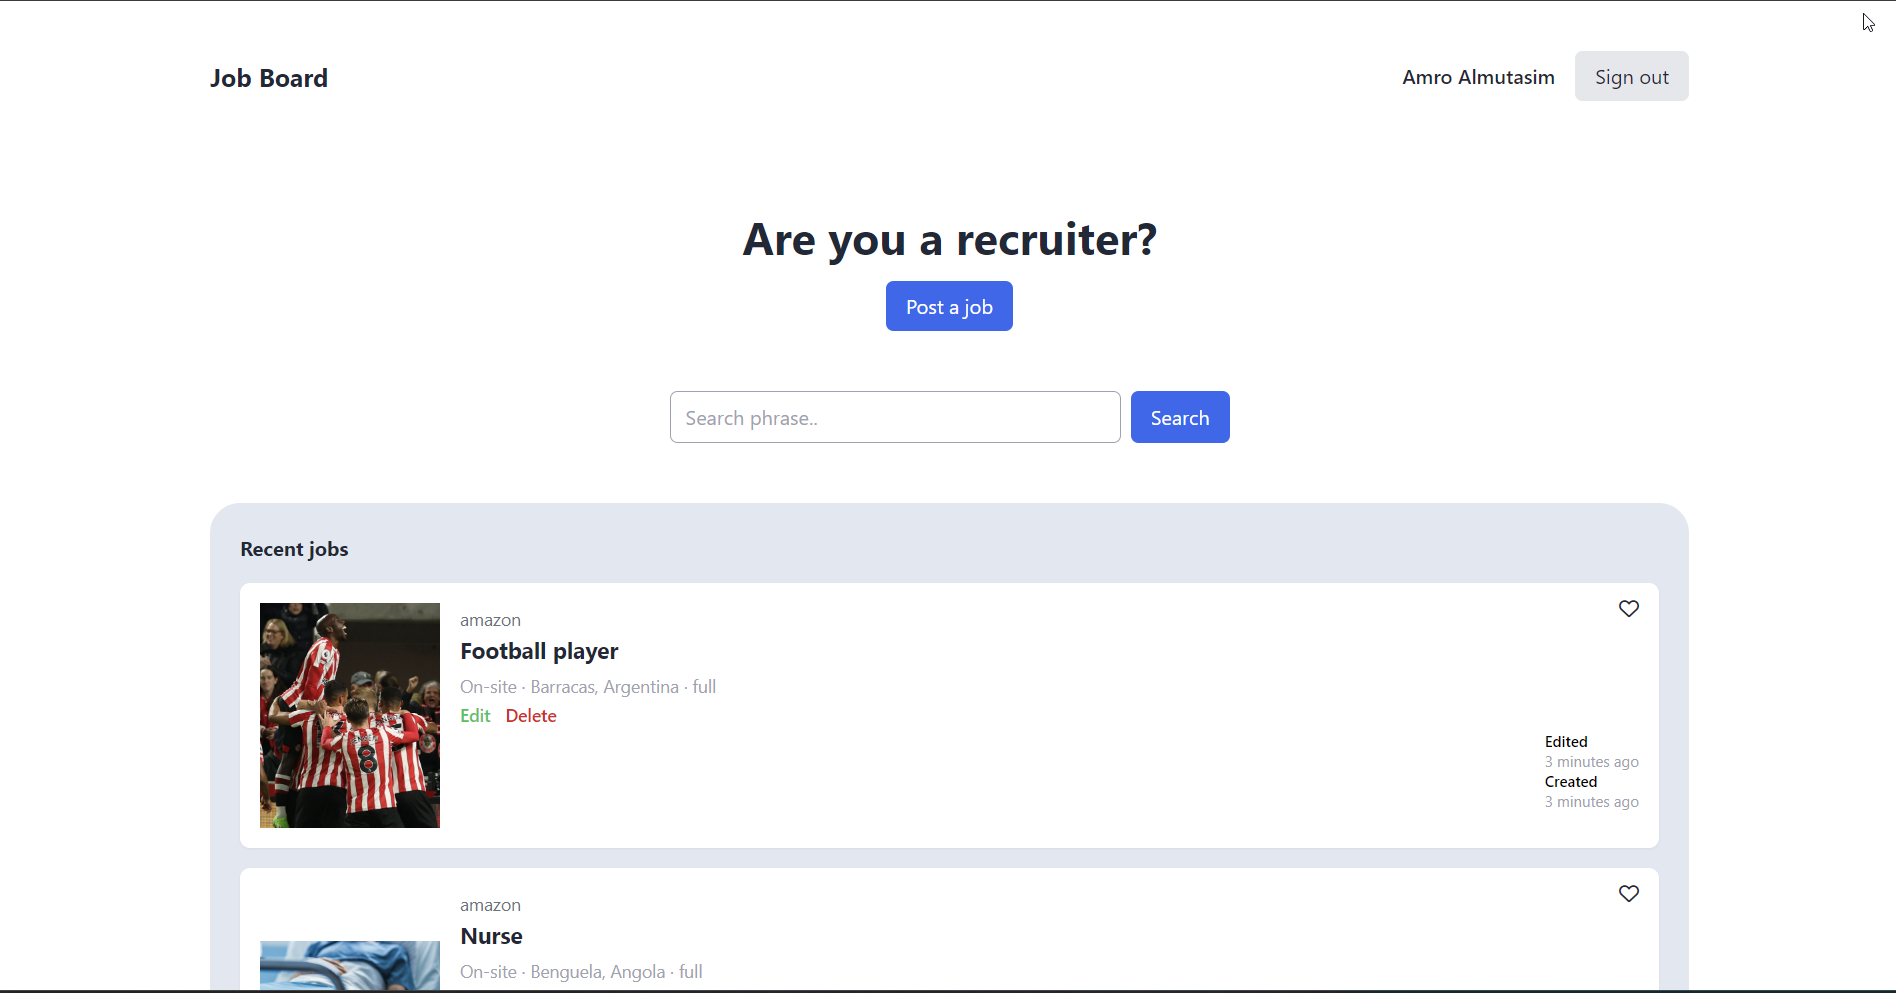 Job Board
Amro Almutasim
Sign out
Are you a recruiter?
Post a job
Search phrase..
Search
Recent jobs
amazon
Football player
On-site · Barracas, Argentina · full
Edit Delete
Edited
3 minutes ago
Created
3 minutes ago
8
amazon
Nurse
On-site · Benguela, Angola · full